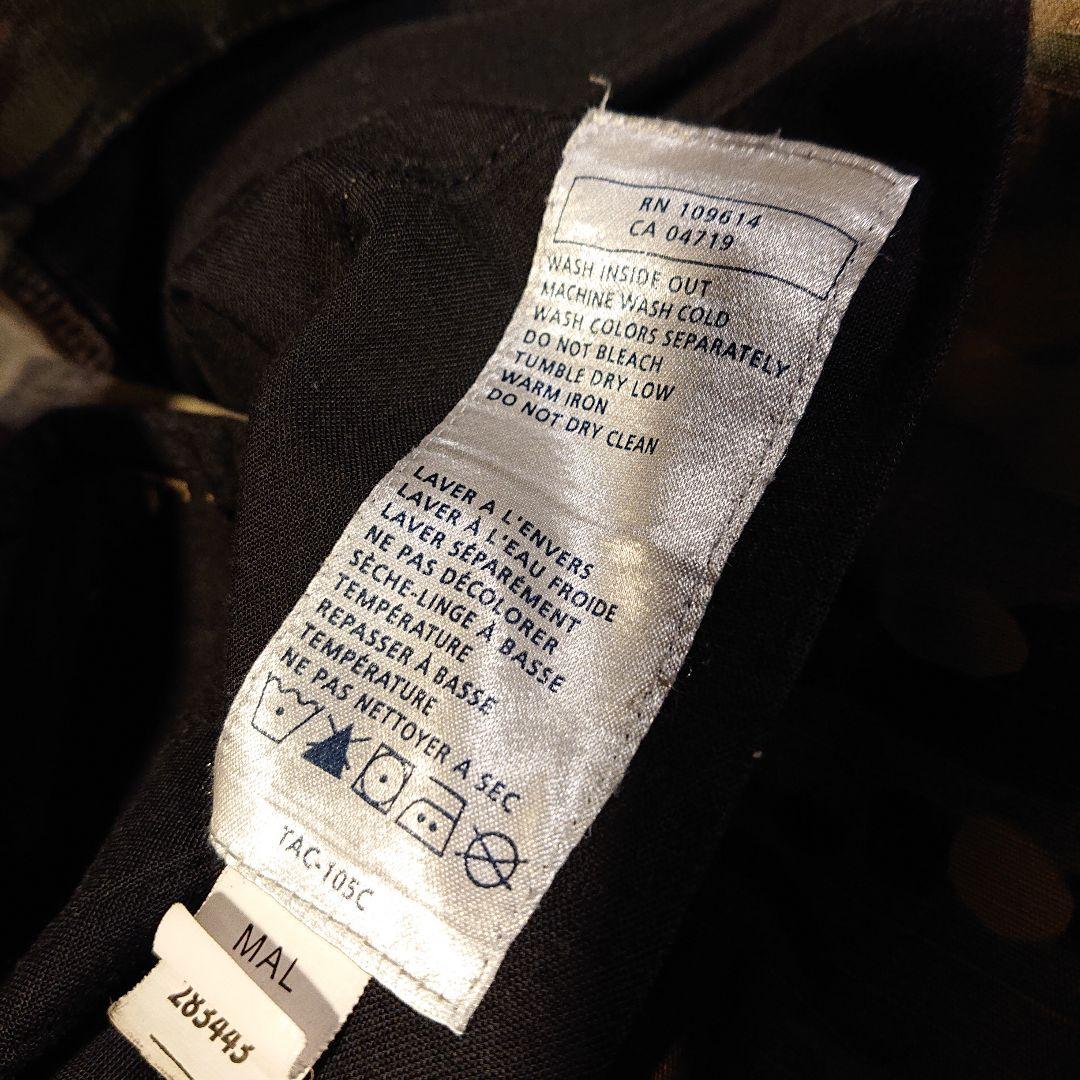 RN 109614
CA 04719
WASH INSIDE OUT
MACHINE WASH COLD
WASH COLORS SEPARATELY
DO NOT BLEACH
TUMBLE DRY LOW
WARM IRON
DO NOT DRY CLEAN
LAVER A L'ENVERS
LAVER À L'EAU FROIDE
LAVER SÉPARÉMENT
NE PAS DÉCOLORER
SÈCHE-LINGE À BASSE
TEMPÉRATURE
REPASSER À BASSE
TEMPÉRATURE
NE PAS NETTOYER A SEC
TAC-105C
MAL
283445